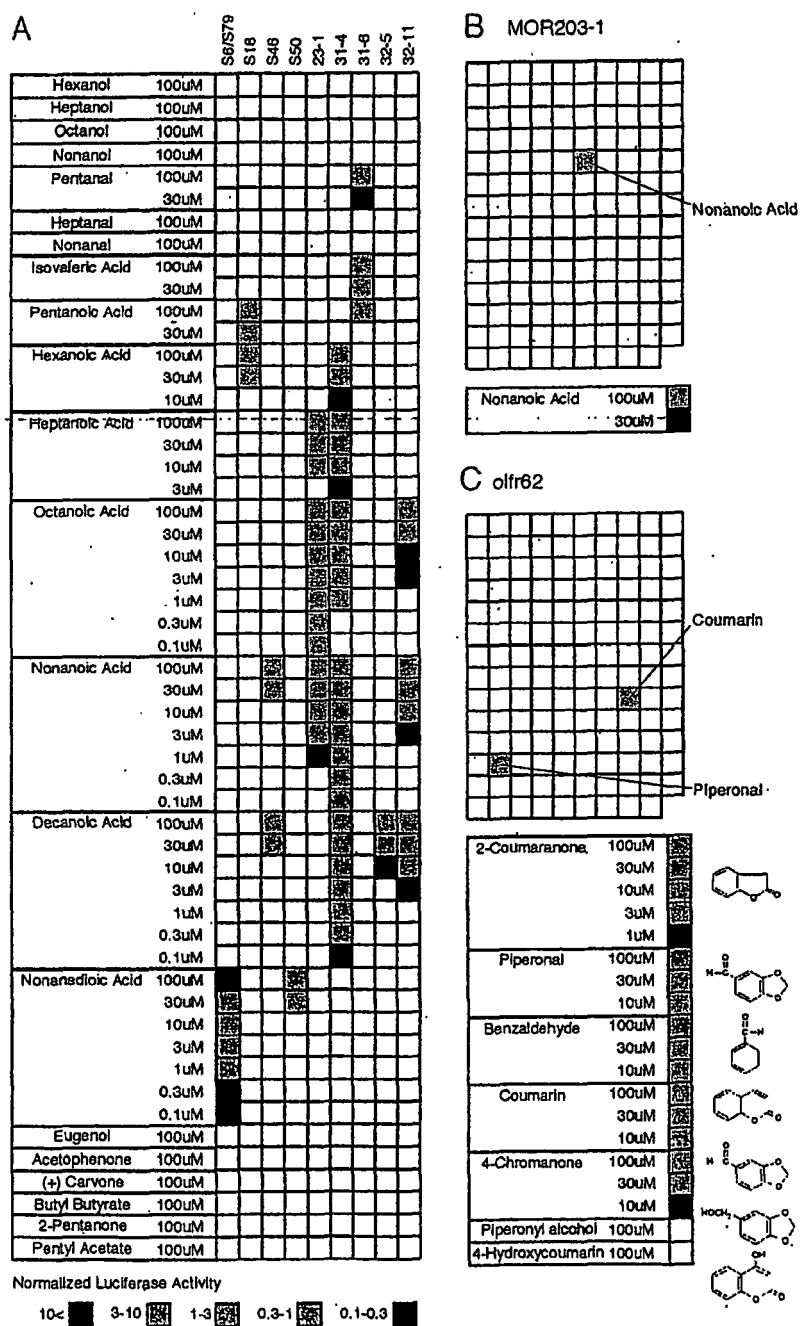 A
S6/S79 S18 S46 S50 23-1 31-4 31-6 32-5 32-11
Hexanol 100uM
Heptanol 100uM
Octanol 100uM
Nonanol 100uM
Pentanal 100uM
30uM
Heptanal 100uM
Nonanal 100uM
Isovaleric Acid 100uM
30uM
Pentanoic Acid 100uM
30uM
Hexanoic Acid 100uM
30uM
10uM
Heptanoic Acid 100uM
30uM
10uM
3uM
Octanoic Acid 100uM
30uM
10uM
3uM
1uM
0.3uM
0.1uM
Nonanoic Acid 100uM
30uM
10uM
3uM
1uM
0.3uM
0.1uM
Decanoic Acid 100uM
30uM
10uM
3uM
1uM
0.3uM
0.1uM
Nonanedioic Acid 100uM
30uM
10uM
3uM
1uM
0.3uM
0.1uM
Eugenol 100uM
Acetophenone 100uM
(+) Carvone 100uM
Butyl Butyrate 100uM
2-Pentanone 100uM
Pentyl Acetate 100uM
Normalized Luciferase Activity
10< 3-10 1-3 0.3-1 0.1-0.3
B MOR203-1
Nonanoic Acid
Nonanoic Acid 100uM
30uM
C olfr62
Coumarin
Piperonal
2-Coumaranone, 100uM
30uM
10uM
3uM
1uM
Piperonal 100uM
30uM
10uM
Benzaldehyde 100uM
30uM
10uM
Coumarin 100uM
30uM
10uM
4-Chromanone 100uM
30uM
10uM
Piperonyl alcohol 100uM
4-Hydroxycoumarin 100uM